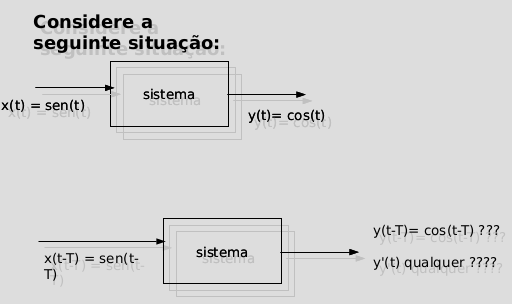 Considere a
seguinte situação:
sistema
x(t) = sen(t)
y(t)= cos(t)
sistema
x(t-T) = sen(t-
T)
y(t-T)= cos(t-T) ???
y'(t) qualquer ????